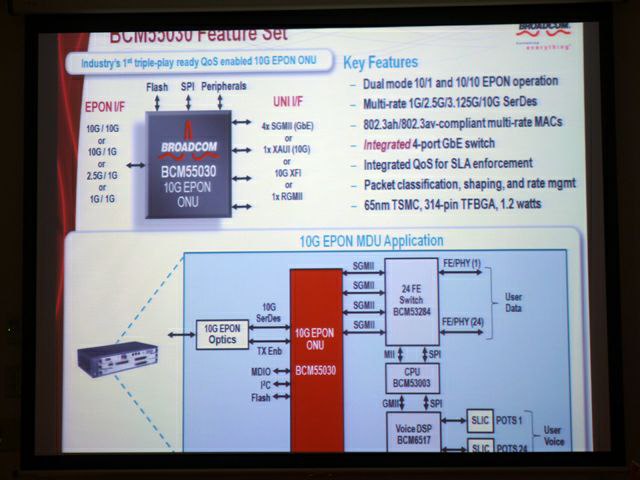 BCM55030 Feature Set
BROADCOM.
everything®
Industry's 1st triple-play ready QoS enabled 10G EPON ONU
Key Features
Flash SPI Peripherals
EPON I/F
UNI I/F
10G / 10G
or
10G / 1G
or
2.5G / 1G
or
1G / 1G
BROADCOM
BCM55030
10G EPON
ONU
4x SGMII (GbE)
or
1x XAUI (10G)
or
10G XFI
or
1x RGMII
– Dual mode 10/1 and 10/10 EPON operation
– Multi-rate 1G/2.5G/3.125G/10G SerDes
– 802.3ah/802.3av-compliant multi-rate MACs
– Integrated 4-port GbE switch
– Integrated QoS for SLA enforcement
– Packet classification, shaping, and rate mgmt
– 65nm TSMC, 314-pin TFBGA, 1.2 watts
10G EPON MDU Application
10G EPON
Optics
10G
SerDes
TX Enb
MDIO
I²C
Flash
10G EPON
ONU
BCM55030
SGMII
SGMII
SGMII
SGMII
24 FE
Switch
BCM53284
FE/PHY (1)
FE/PHY (24)
User
Data
MII SPI
CPU
BCM53003
GMII SPI
Voice DSP
BCM6517
SLIC POTS 1
SLIC POTS 24
User
Voice